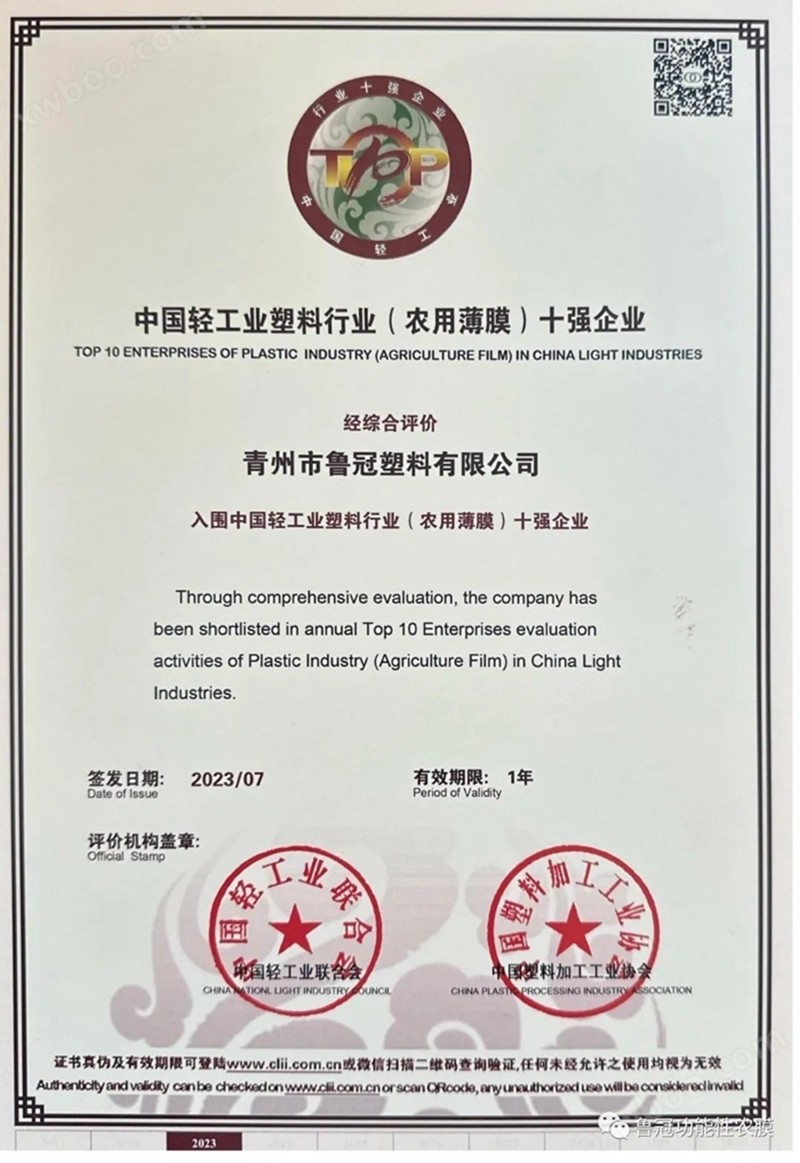 kwboo.com
行业十强企业
TOP
中国轻工业
中国轻工业塑料行业（农用薄膜）十强企业
TOP 10 ENTERPRISES OF PLASTIC INDUSTRY (AGRICULTURE FILM) IN CHINA LIGHT INDUSTRIES
经综合评价
青州市鲁冠塑料有限公司
入围中国轻工业塑料行业（农用薄膜）十强企业
Through comprehensive evaluation, the company has
been shortlisted in annual Top 10 Enterprises evaluation
activities of Plastic Industry (Agriculture Film) in China Light
Industries.
签发日期: 2023/07 有效期限: 1年
Date of Issue Period of Validity
评价机构盖章:
Official Stamp
中国轻工业联合会 中国塑料加工工业协会
中国轻工业联合会 中国塑料加工工业协会
CHINA NATIONL LIGHT INDUSTRY COUNCIL CHINA PLASTIC PROCESSING INDUSTRY ASSOCIATION
证书真伪及有效期限可登陆www.clii.com.cn或微信扫描二维码查询验证,任何未经允许之使用均视为无效
Authenticity and validity can be checked on www.clii.com.cn or scan QRcode, any unauthorized use will be considered invalid
2023
鲁冠功能性农膜